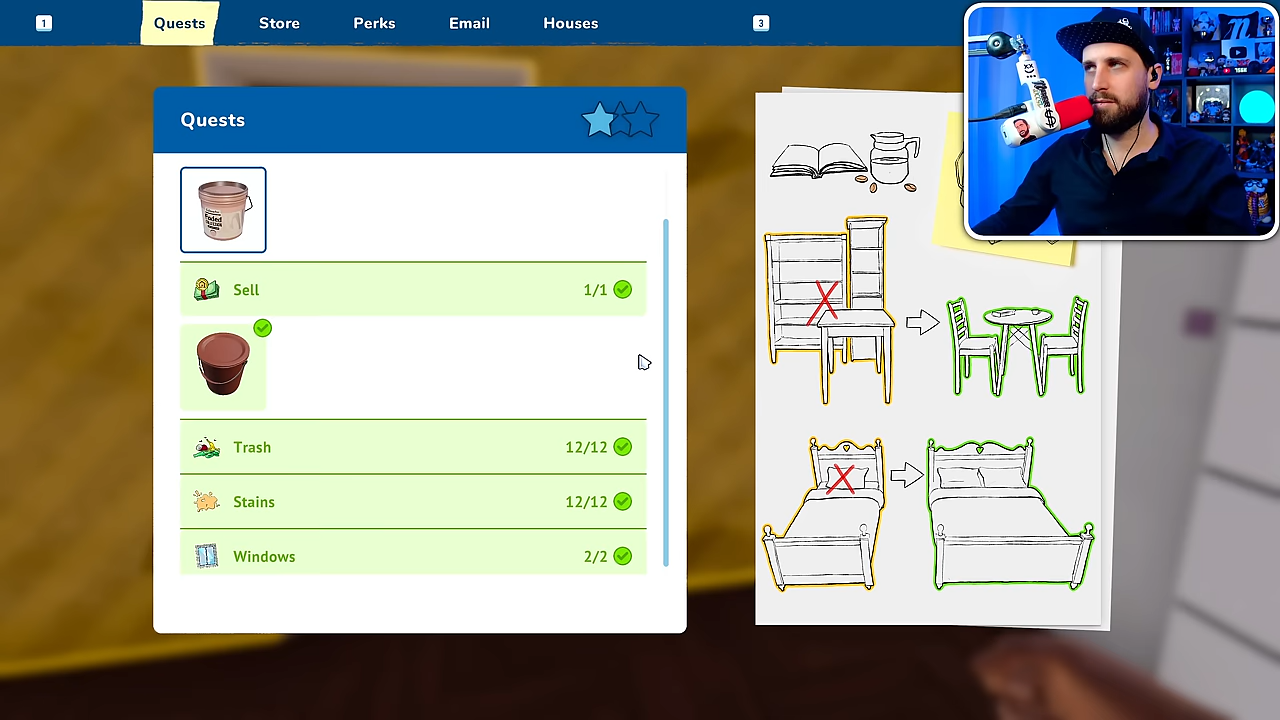 1 Quests Store Perks Email Houses 3
Quests
Faded
Sell 1/1
Trash 12/12
Stains 12/12
Windows 2/2